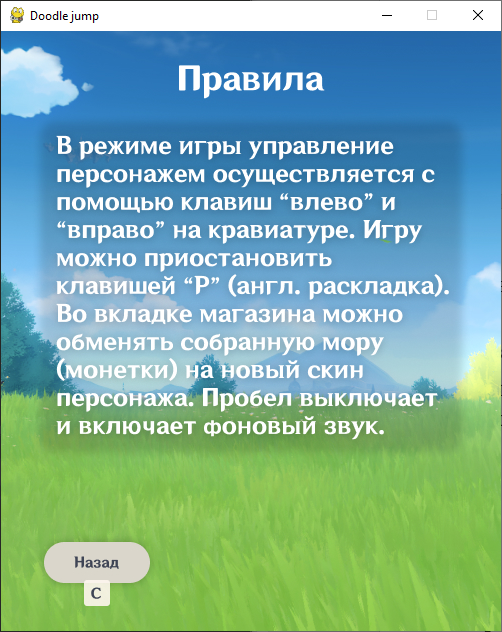 Doodle jump
Правила
В режиме игры управление
персонажем осуществляется с
помощью клавиш “влево” и
“вправо” на кравиатуре. Игру
можно приостановить
клавишей “P” (англ. раскладка).
Во вкладке магазина можно
обменять собранную мору
(монетки) на новый скин
персонажа. Пробел выключает
и включает фоновый звук.
Назад
C